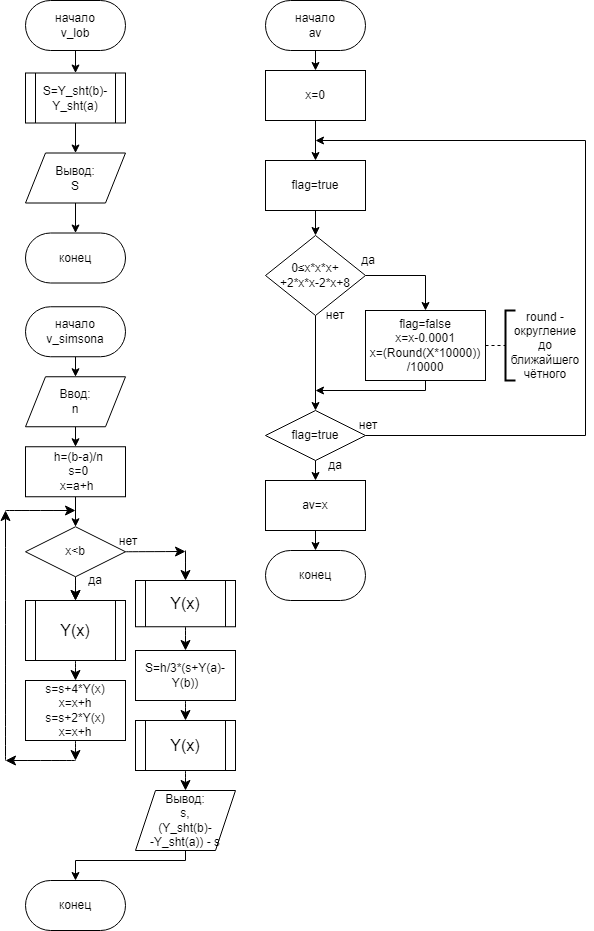 начало
v_lob
S=Y_sht(b)-
Y_sht(a)
Вывод:
S
конец
начало
v_simsona
Ввод:
n
h=(b-a)/n
s=0
x=a+h
x<b
нет
да
Y(x)
s=s+4*Y(x)
x=x+h
s=s+2*Y(x)
x=x+h
Y(x)
S=h/3*(s+Y(a)-
Y(b))
Y(x)
Вывод:
s,
(Y_sht(b)-
-Y_sht(a)) - s
конец
начало
av
x=0
flag=true
0≤x*x*x+
+2*x*x-2*x+8
да
нет
flag=false
x=x-0.0001
x=(Round(X*10000))
/10000
round -
округление
до
ближайшего
чётного
flag=true
нет
да
av=x
конец